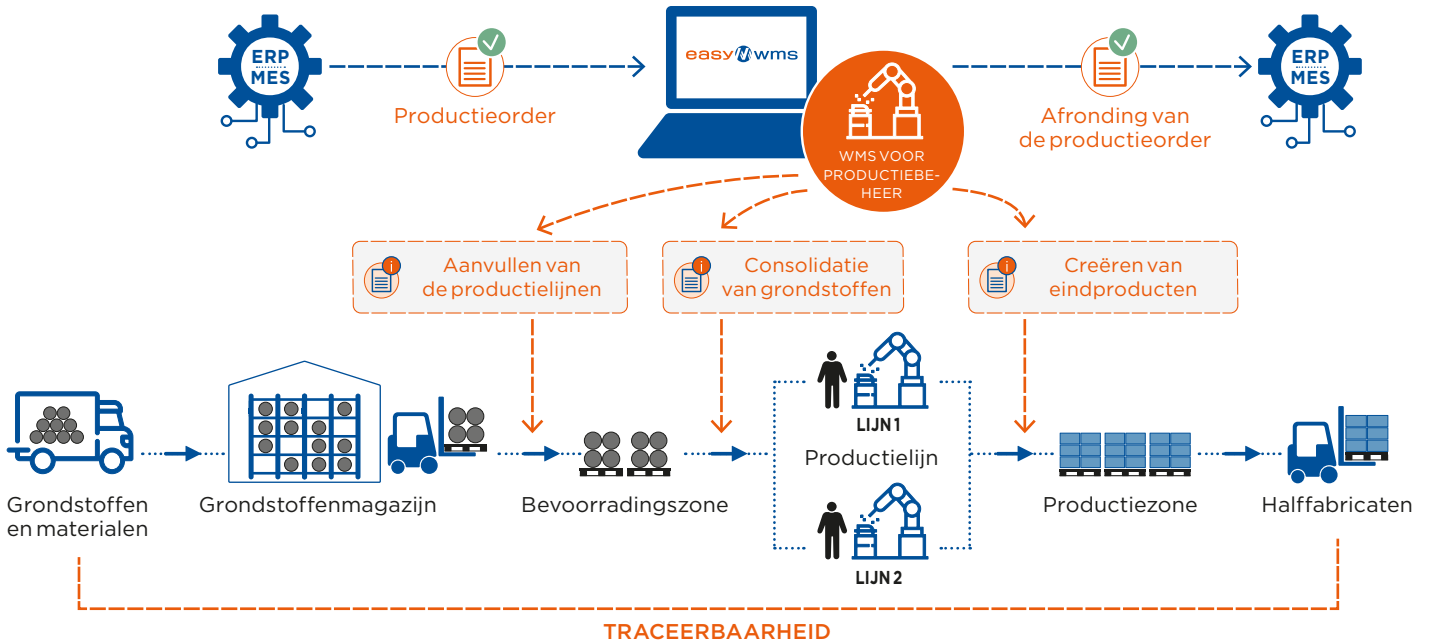 ERP
MES
Productieorder
easy wms
WMS VOOR
PRODUCTIEBE-
HEER
Afronding van
de productieorder
ERP
MES
i
Aanvullen van
de productielijnen
i
Consolidatie
van grondstoffen
i
Creëren van
eindproducten
Grondstoffen
en materialen
Grondstoffenmagazijn
Bevoorradingszone
LIJN 1
Productielijn
LIJN 2
Productiezone
Halffabricaten
TRACEERBAARHEID